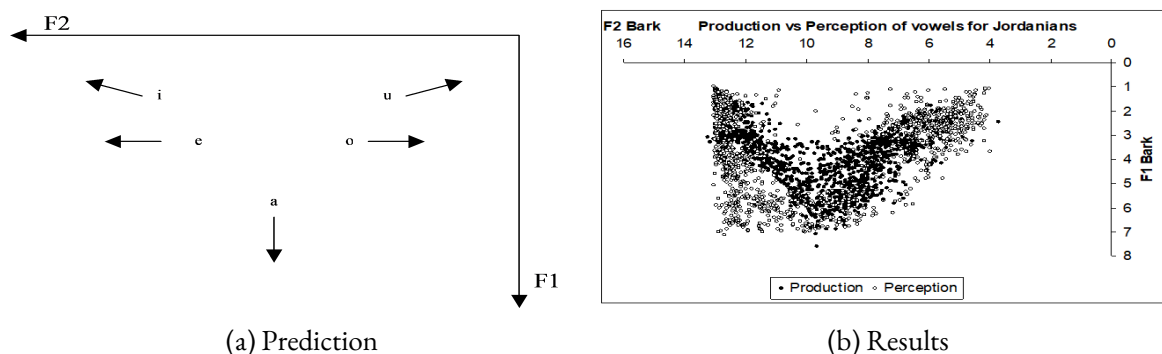 F2
i
u
e
o
a
F1
(a) Prediction
F2 Bark Production vs Perception of vowels for Jordanians
16 14 12 10 8 6 4 2 0
0
1
2
3
4
5
6
7
8
F1 Bark
Production Perception
(b) Results